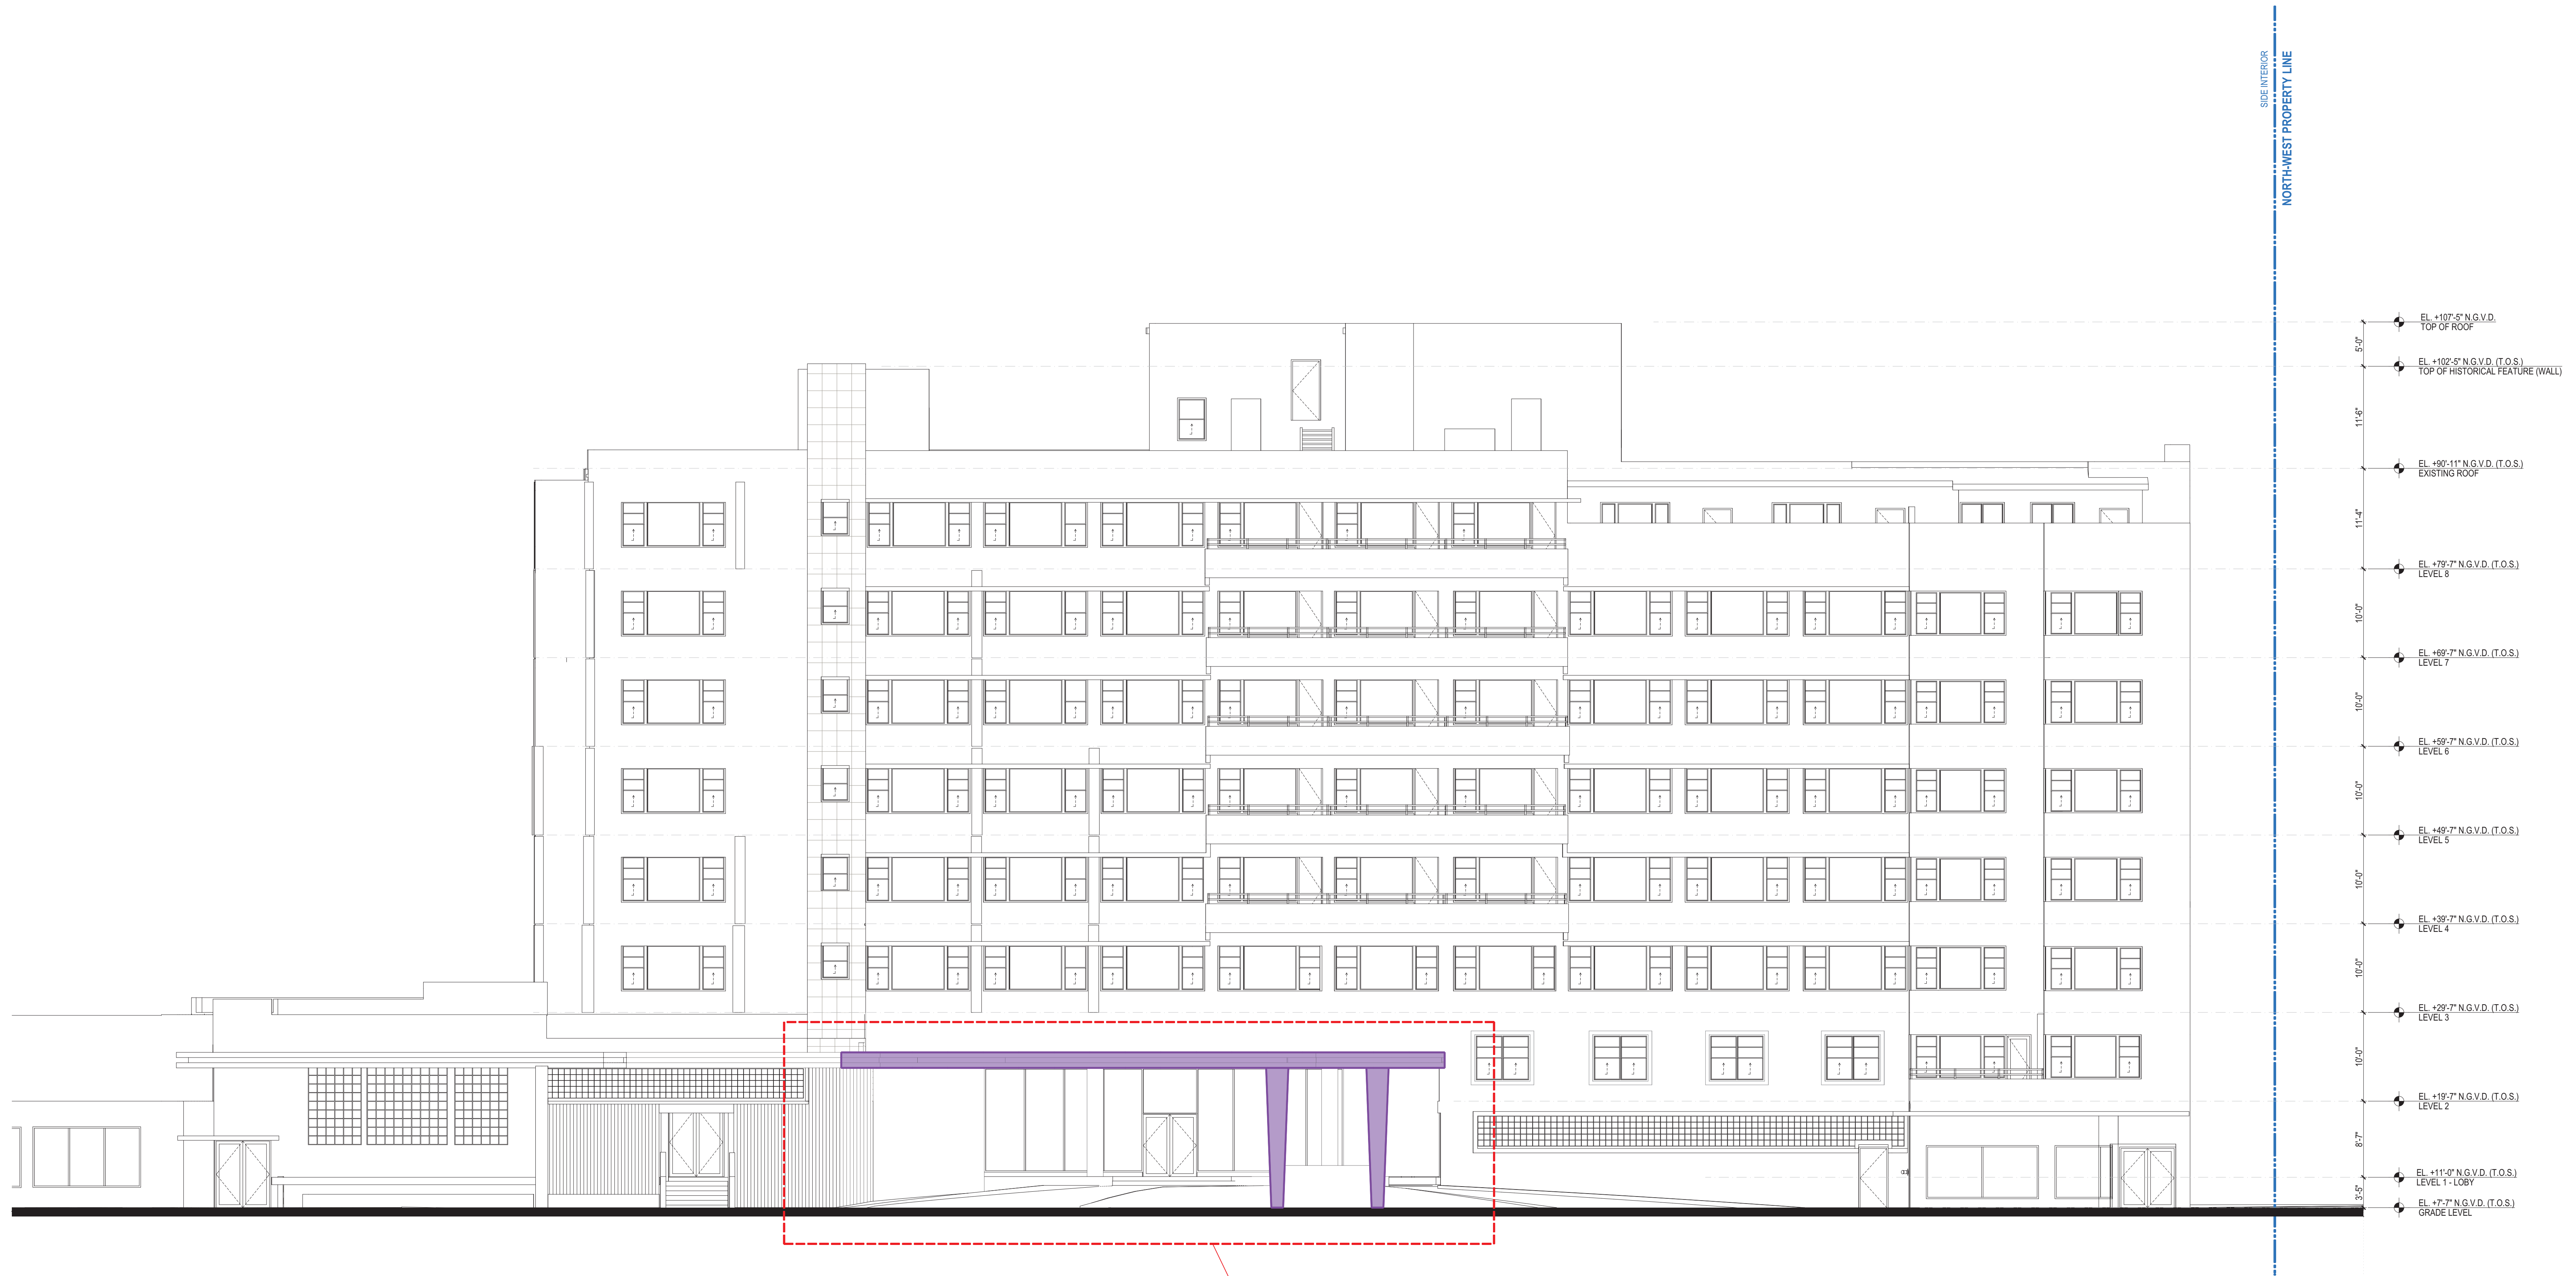 SIDE INTERIOR
NORTH-WEST PROPERTY LINE
EL. +107'-5" N.G.V.D.
TOP OF ROOF
5'-0"
EL. +102'-5" N.G.V.D. (T.O.S.)
TOP OF HISTORICAL FEATURE (WALL)
11'-6"
EL. +90'-11" N.G.V.D. (T.O.S.)
EXISTING ROOF
11'-4"
EL. +79'-7" N.G.V.D. (T.O.S.)
LEVEL 8
10'-0"
EL. +69'-7" N.G.V.D. (T.O.S.)
LEVEL 7
10'-0"
EL. +59'-7" N.G.V.D. (T.O.S.)
LEVEL 6
10'-0"
EL. +49'-7" N.G.V.D. (T.O.S.)
LEVEL 5
10'-0"
EL. +39'-7" N.G.V.D. (T.O.S.)
LEVEL 4
10'-0"
EL. +29'-7" N.G.V.D. (T.O.S.)
LEVEL 3
10'-0"
EL. +19'-7" N.G.V.D. (T.O.S.)
LEVEL 2
8'-7"
EL. +11'-0" N.G.V.D. (T.O.S.)
LEVEL 1 - LOBY
3'-5"
EL. +7'-7" N.G.V.D. (T.O.S.)
GRADE LEVEL